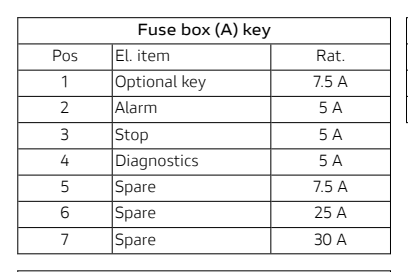 Fuse box (A) key
Pos El. item Rat.
1 Optional key 7.5 A
2 Alarm 5 A
3 Stop 5 A
4 Diagnostics 5 A
5 Spare 7.5 A
6 Spare 25 A
7 Spare 30 A